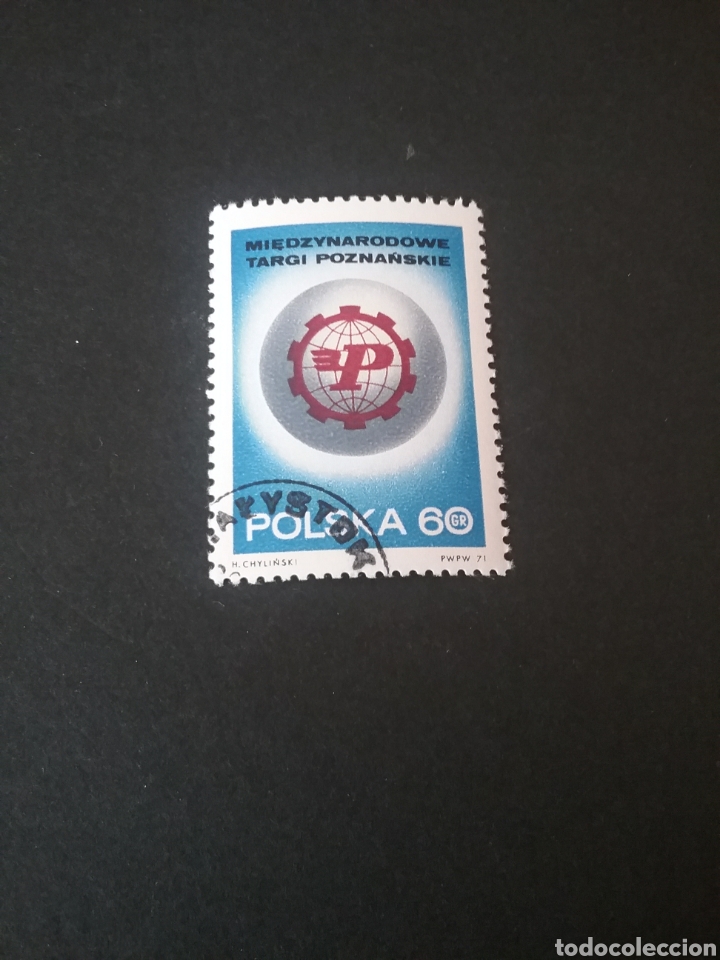 MIĘDZYNARODOWE
TARGI POZNAŃSKIE
P
POLSKA 60 GR
H. CHYLIŃSKI
PWPW 71
todocoleccion